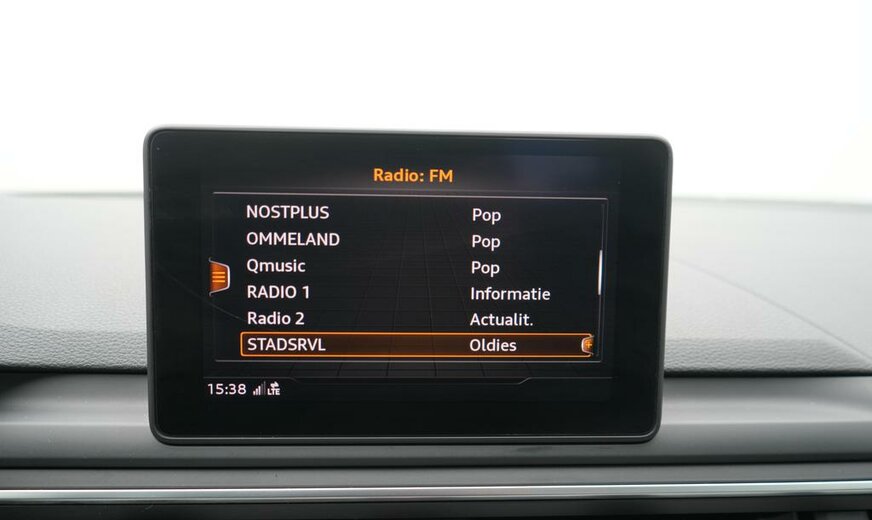 Radio: FM
NOSTPLUS Pop
OMMELAND Pop
Qmusic Pop
RADIO 1 Informatie
Radio 2 Actualit.
STADSRVL Oldies
15:38 LTE